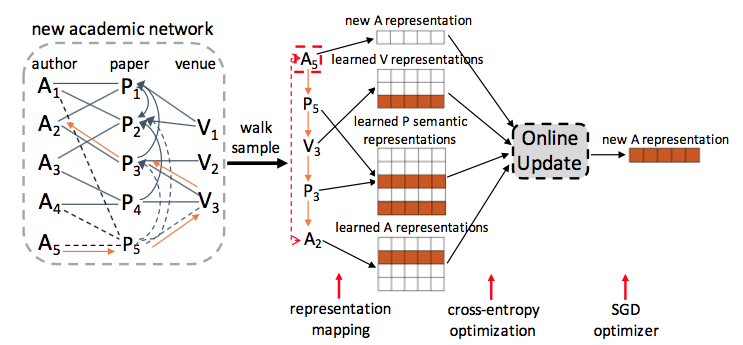 new academic network
author paper venue
A1 P1
A2 P2 V1
A3 P3 V2
A4 P4 V3
A5 P5
walk
sample
A5
P5
V3
P3
A2
new A representation
learned V representations
learned P semantic
representations
learned A representations
Online
Update
new A representation
representation
mapping
cross-entropy
optimization
SGD
optimizer